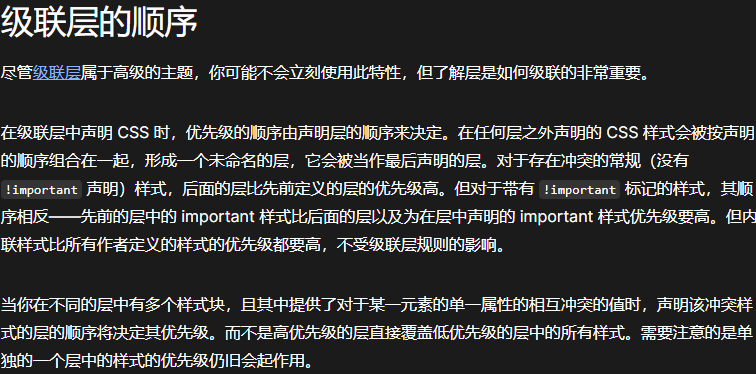 级联层的顺序
尽管级联层属于高级的主题，你可能不会立刻使用此特性，但了解层是如何级联的非常重要。
在级联层中声明 CSS 时，优先级的顺序由声明层的顺序来决定。在任何层之外声明的 CSS 样式会被按声明
的顺序组合在一起，形成一个未命名的层，它会被当作最后声明的层。对于存在冲突的常规（没有
!important 声明）样式，后面的层比先前定义的层的优先级高。但对于带有 !important 标记的样式，其顺
序相反——先前的层中的 important 样式比后面的层以及为在层中声明的 important 样式优先级要高。但内
联样式比所有作者定义的样式的优先级都要高，不受级联层规则的影响。
当你在不同的层中有多个样式块，且其中提供了对于某一元素的单一属性的相互冲突的值时，声明该冲突样
式的层的顺序将决定其优先级。而不是高优先级的层直接覆盖低优先级的层中的所有样式。需要注意的是单
独的一个层中的样式的优先级仍旧会起作用。